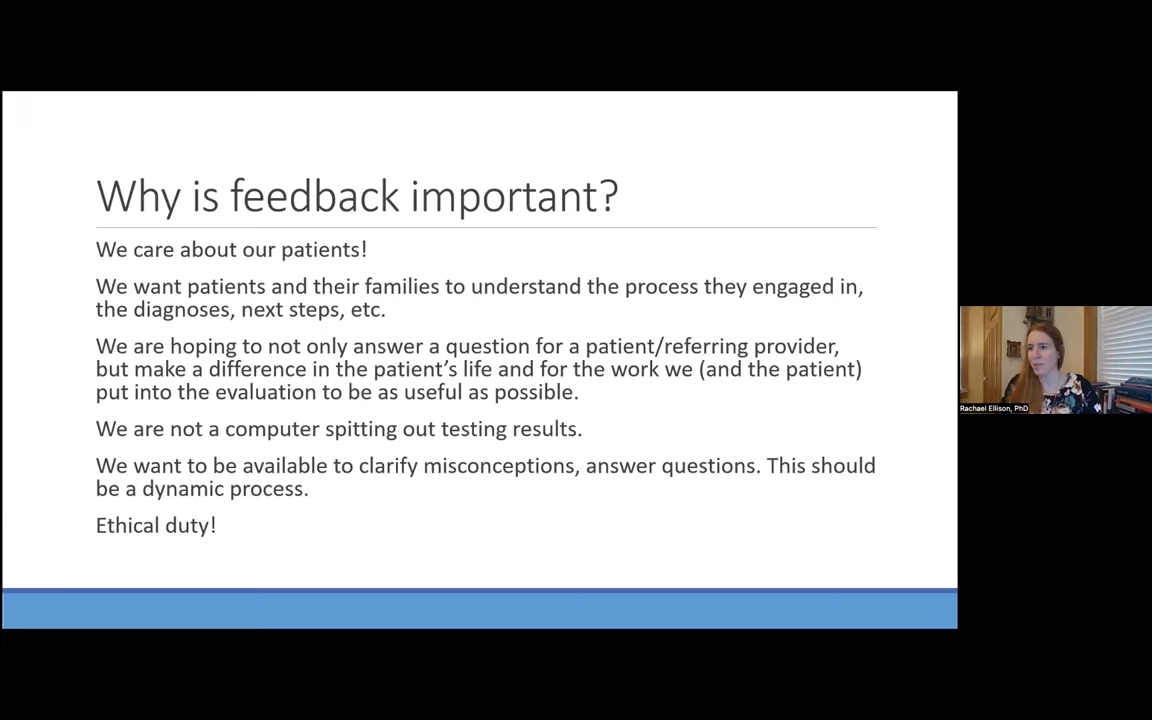 Why is feedback important?
We care about our patients!
We want patients and their families to understand the process they engaged in,
the diagnoses, next steps, etc.
We are hoping to not only answer a question for a patient/referring provider,
but make a difference in the patient’s life and for the work we (and the patient)
put into the evaluation to be as useful as possible.
We are not a computer spitting out testing results.
We want to be available to clarify misconceptions, answer questions. This should
be a dynamic process.
Ethical duty!
Rachael Ellison, PhD